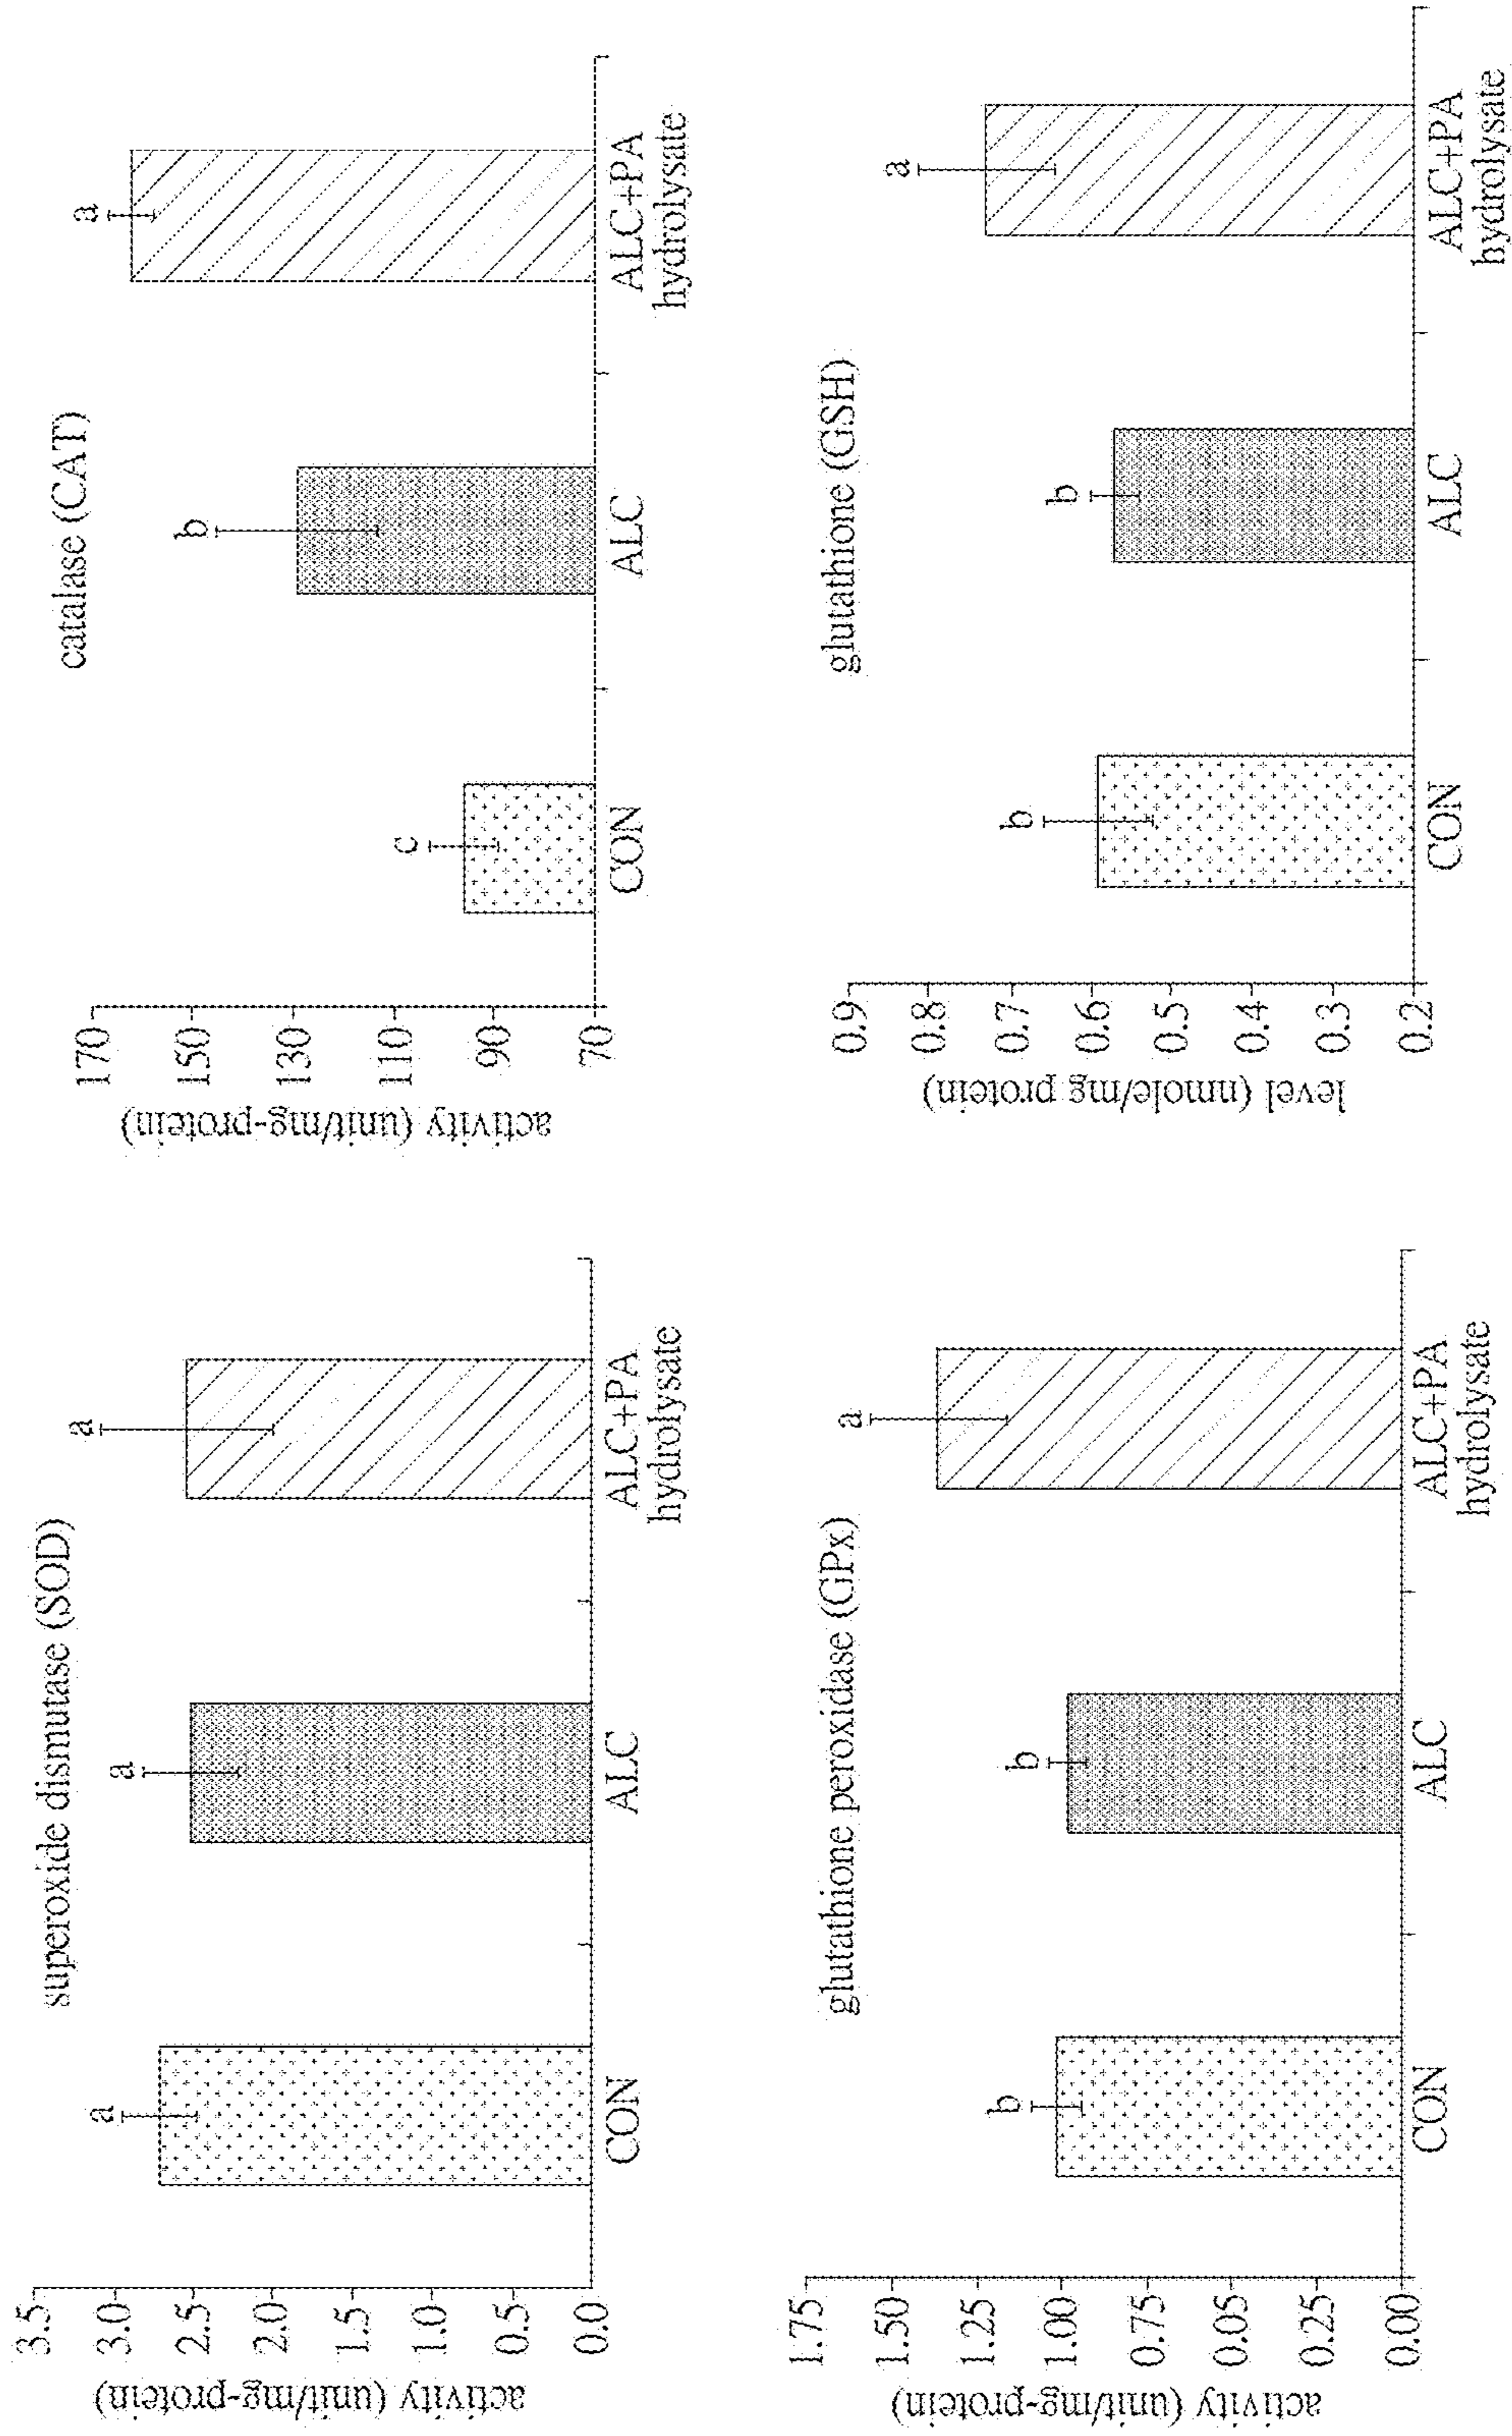 superoxide dismutase (SOD)
activity (unit/mg-protein)
3.5
3.0
2.5
2.0
1.5
1.0
0.5
0.0
a
a
a
CON
ALC
ALC+PA
hydrolysate
catalase (CAT)
activity (unit/mg-protein)
170
150
130
110
90
70
c
b
a
CON
ALC
ALC+PA
hydrolysate
glutathione peroxidase (GPx)
activity (unit/mg-protein)
1.75
1.50
1.25
1.00
0.75
0.05
0.25
0.00
b
b
a
CON
ALC
ALC+PA
hydrolysate
glutathione (GSH)
level (nmole/mg protein)
0.9
0.8
0.7
0.6
0.5
0.4
0.3
0.2
b
b
a
CON
ALC
ALC+PA
hydrolysate